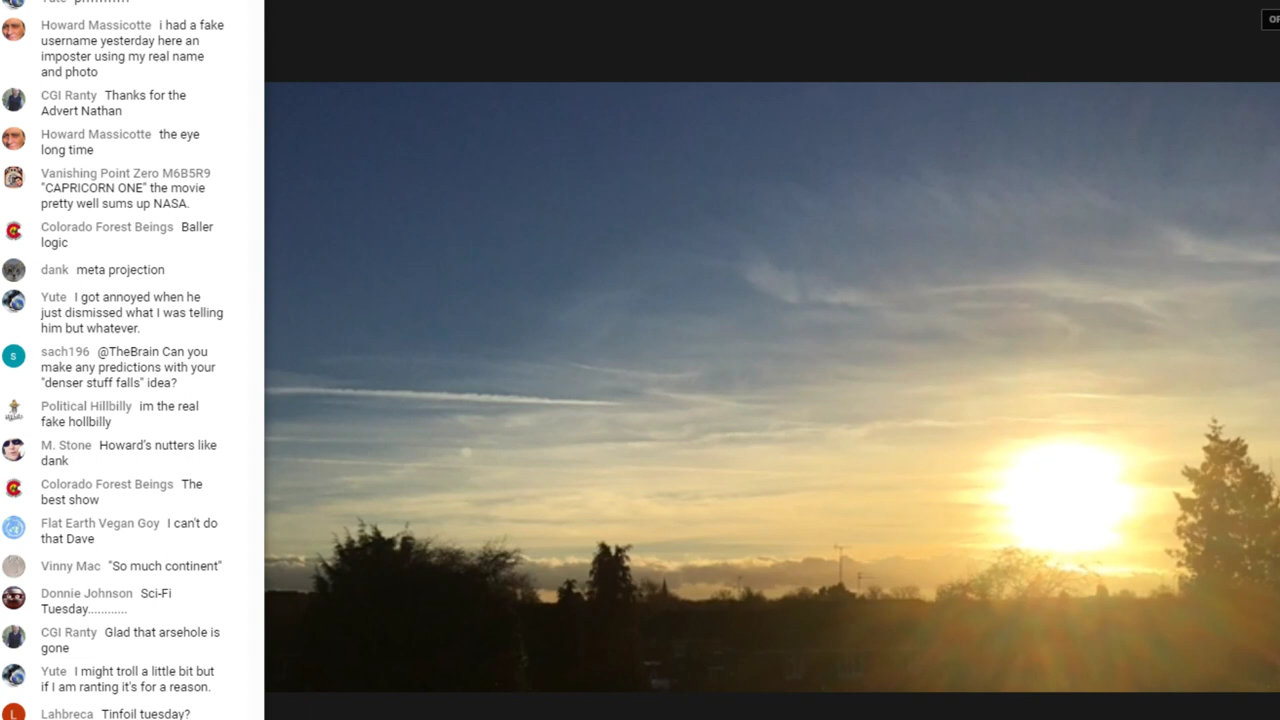 Yute
Howard Massicotte i had a fake
username yesterday here an
imposter using my real name
and photo
CGI Ranty Thanks for the
Advert Nathan
Howard Massicotte the eye
long time
Vanishing Point Zero M6B5R9
"CAPRICORN ONE" the movie
pretty well sums up NASA.
Colorado Forest Beings Baller
logic
dank meta projection
Yute I got annoyed when he
just dismissed what I was telling
him but whatever.
sach196 @TheBrain Can you
make any predictions with your
"denser stuff falls" idea?
Political Hillbilly im the real
fake hollbilly
M. Stone Howard's nutters like
dank
Colorado Forest Beings The
best show
Flat Earth Vegan Goy I can't do
that Dave
Vinny Mac "So much continent"
Donnie Johnson Sci-Fi
Tuesday............
CGI Ranty Glad that arsehole is
gone
Yute I might troll a little bit but
if I am ranting it's for a reason.
Lahbreca Tinfoil tuesday?
S
L